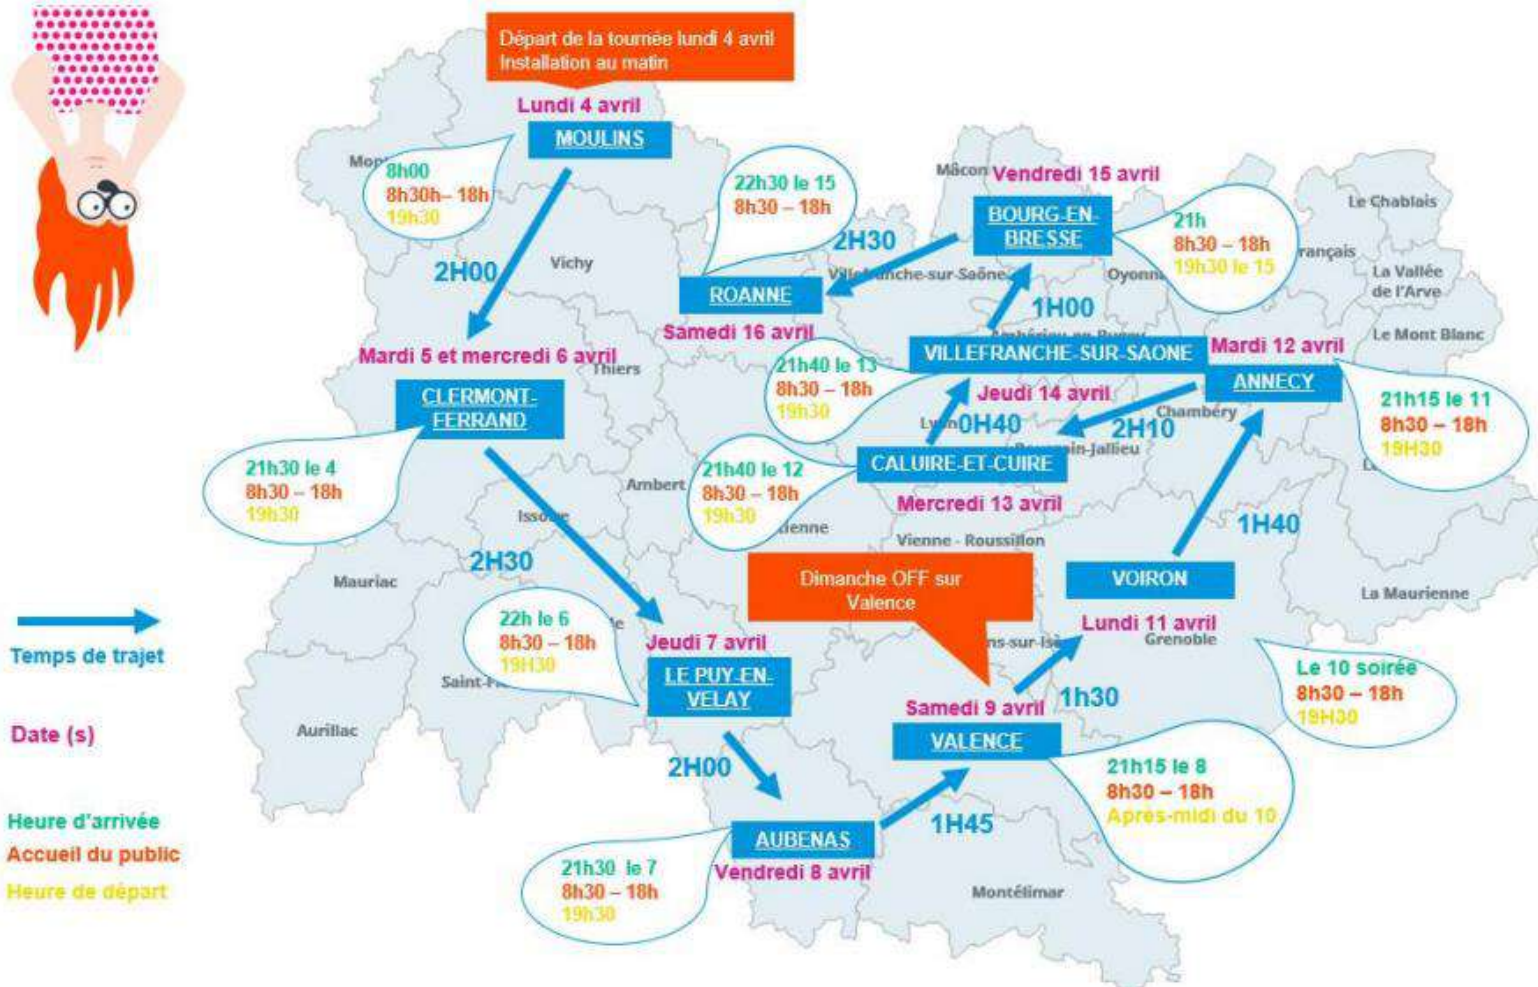 Départ de la tournée lundi 4 avril
Installation au matin
Lundi 4 avril
MOULINS
8h00
8h30h– 18h
19h30
2H00
Vichy
22h30 le 15
8h30 – 18h
ROANNE
Samedi 16 avril
2H30
Mâcon
Vendredi 15 avril
BOURG-EN-
BRESSE
21h
8h30 – 18h
19h30 le 15
Le Chablais
La Vallée
de l'Arve
Le Mont Blanc
Villefranche-sur-Saône
1H00
Mardi 5 et mercredi 6 avril
Thiers
CLERMONT-
FERRAND
21h30 le 4
8h30 – 18h
19h30
21h40 le 13
8h30 – 18h
19h30
VILLEFRANCHE-SUR-SAONE
Jeudi 14 avril
Mardi 12 avril
ANNECY
21h15 le 11
8h30 – 18h
19H30
Chambéry
0H40
2H10
Ambert
21h40 le 12
8h30 – 18h
19h30
CALUIRE-ET-CUIRE
Mercredi 13 avril
Vienne - Roussillon
1H40
2H30
Mauriac
Dimanche OFF sur
Valence
VOIRON
Lundi 11 avril
Grenoble
La Maurienne
Temps de trajet
22h le 6
8h30 – 18h
19H30
Jeudi 7 avril
LE PUY-EN-
VELAY
Le 10 soirée
8h30 – 18h
19H30
Aurillac
Date (s)
Samedi 9 avril
VALENCE
1h30
2H00
21h15 le 8
8h30 – 18h
Après-midi du 10
Heure d'arrivée
Accueil du public
Heure de départ
AUBENAS
Vendredi 8 avril
1H45
21h30 le 7
8h30 – 18h
19h30
Montélimar